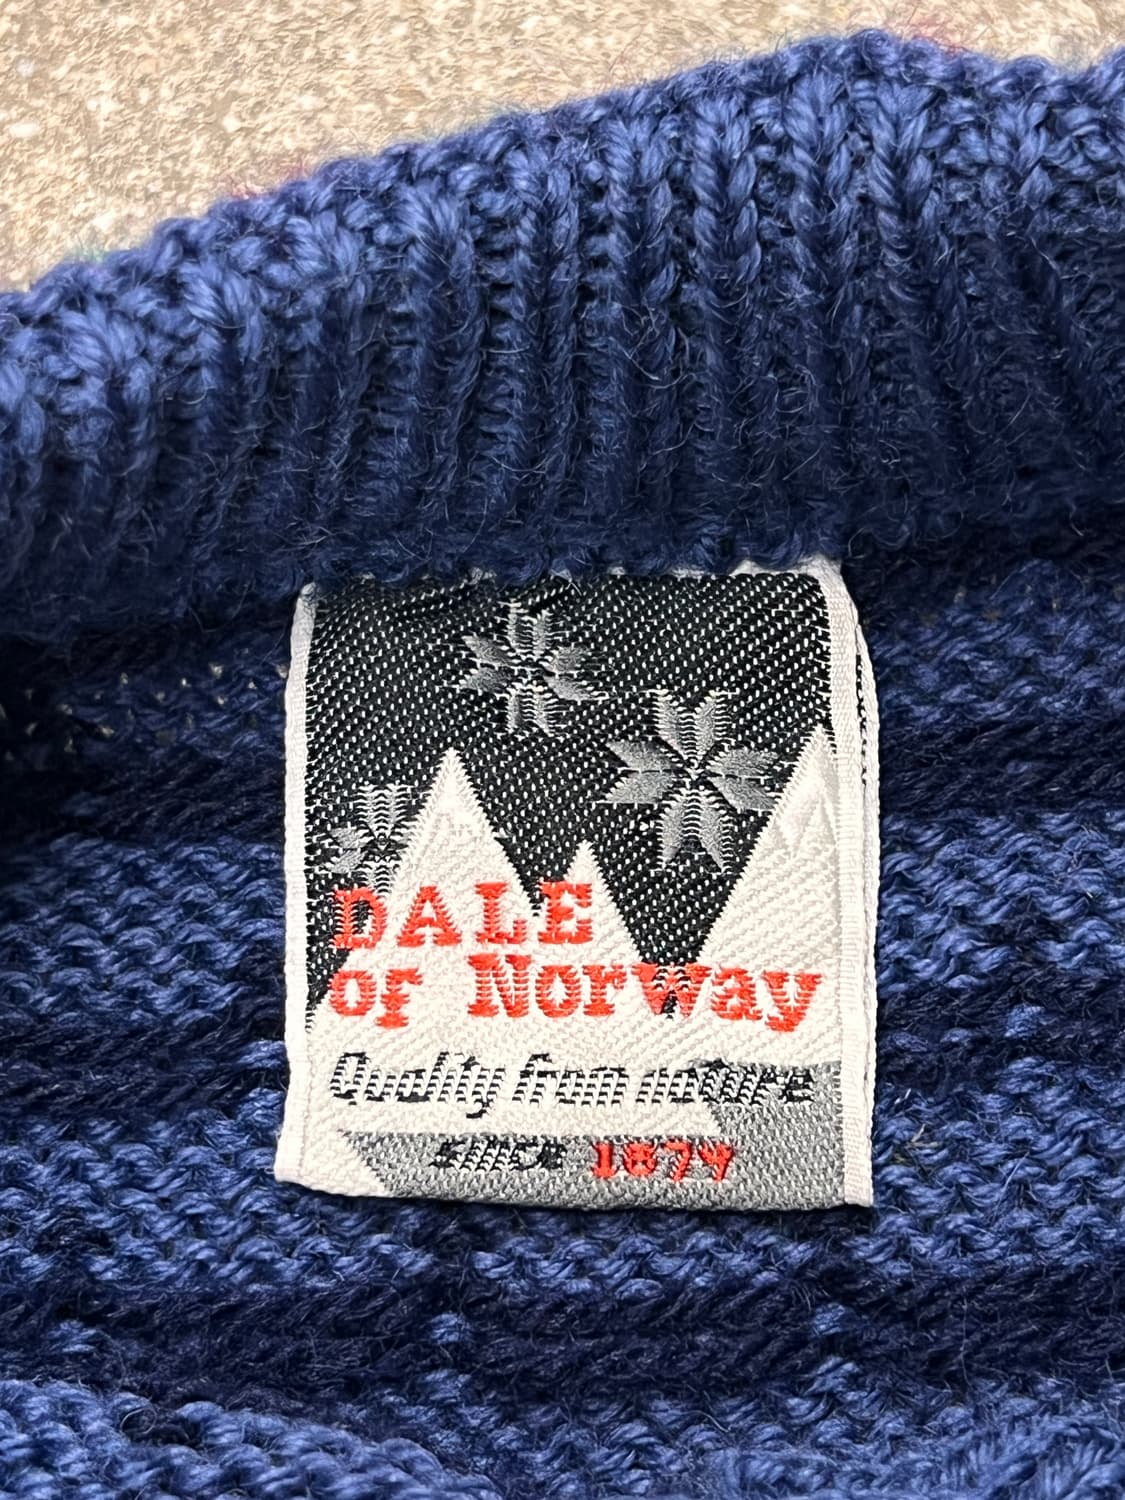 DALE
of Norway
Quality from nature
since 1879